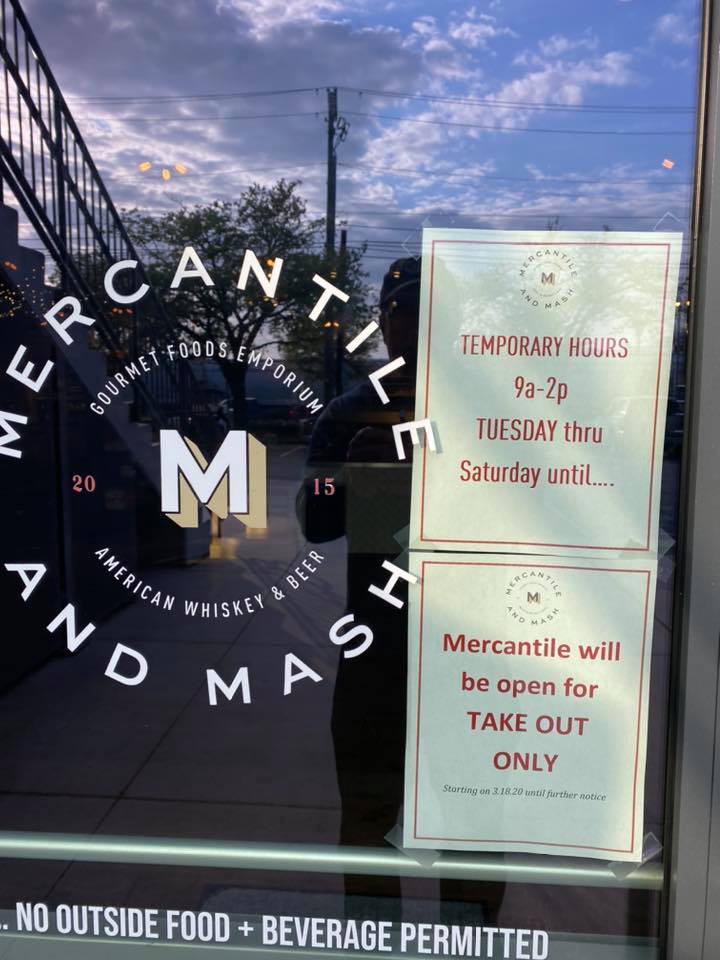 MERCANTILE
GOURMET FOODS EMPORIUM
M
20 15
AMERICAN WHISKEY & BEER
AND MASH
MERCANTILE
M
AND MASH
TEMPORARY HOURS
9a-2p
TUESDAY thru
Saturday until....
MERCANTILE
M
AND MASH
Mercantile will
be open for
TAKE OUT
ONLY
Starting on 3.18.20 until further notice
.. NO OUTSIDE FOOD + BEVERAGE PERMITTED